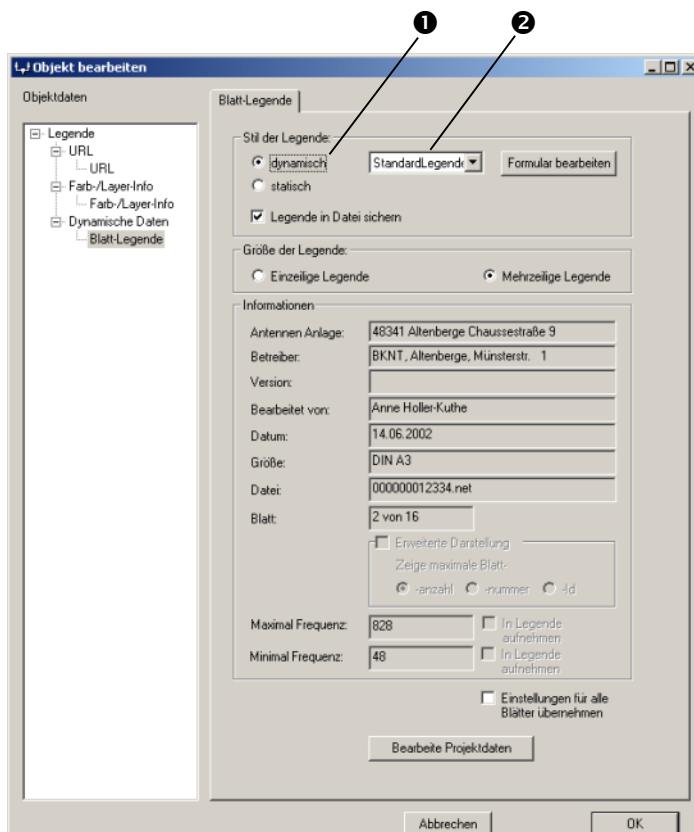 ❶ ❷
Objekt bearbeiten
Objektdaten
Blatt-Legende
Legende
URL
URL
Farb-/Layer-Info
Farb-/Layer-Info
Dynamische Daten
Blatt-Legende
Stil der Legende:
dynamisch StandardLegende Formular bearbeiten
statisch
Legende in Datei sichern
Größe der Legende:
Einzeilige Legende Mehrzeilige Legende
Informationen
Antennen Anlage: 48341 Altenberge Chaussestraße 9
Betreiber: BKNT, Altenberge, Münsterstr. 1
Version:
Bearbeitet von: Anne Holler-Kuthe
Datum: 14.06.2002
Größe: DIN A3
Datei: 000000012334.net
Blatt: 2 von 16
Erweiterte Darstellung
Zeige maximale Blatt-
-anzahl -nummer -Id
Maximal Frequenz: 828 In Legende
aufnehmen
Minimal Frequenz: 48 In Legende
aufnehmen
Einstellungen für alle
Blätter übernehmen
Bearbeite Projektdaten
Abbrechen OK